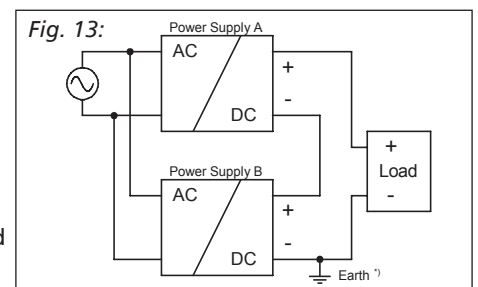 Fig. 13:
Power Supply A
AC
+
-
DC
+
Load
-
Power Supply B
AC
+
-
DC
Earth *)